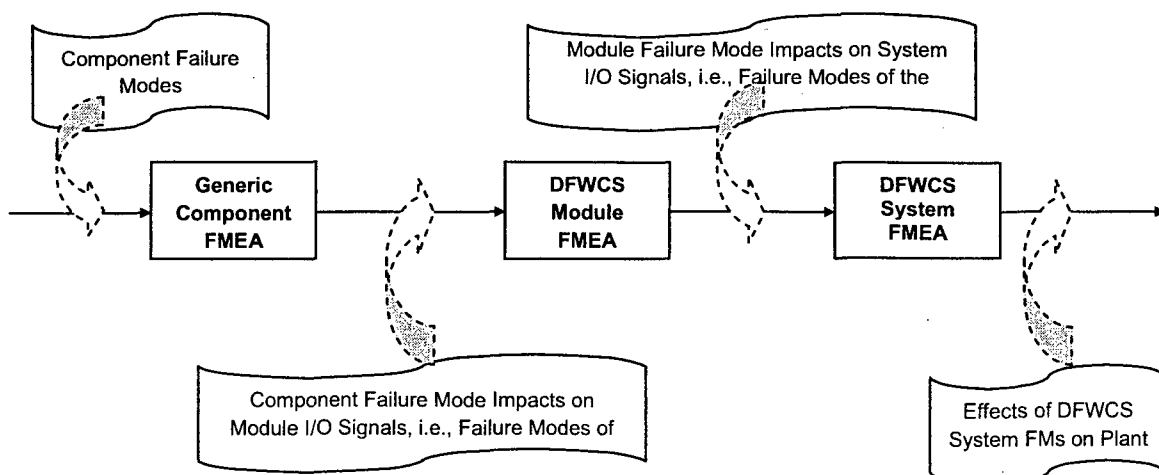 Component Failure
Modes
Module Failure Mode Impacts on System
I/O Signals, i.e., Failure Modes of the
Generic
Component
FMEA
DFWCS
Module
FMEA
DFWCS
System
FMEA
Component Failure Mode Impacts on
Module I/O Signals, i.e., Failure Modes of
Effects of DFWCS
System FMs on Plant